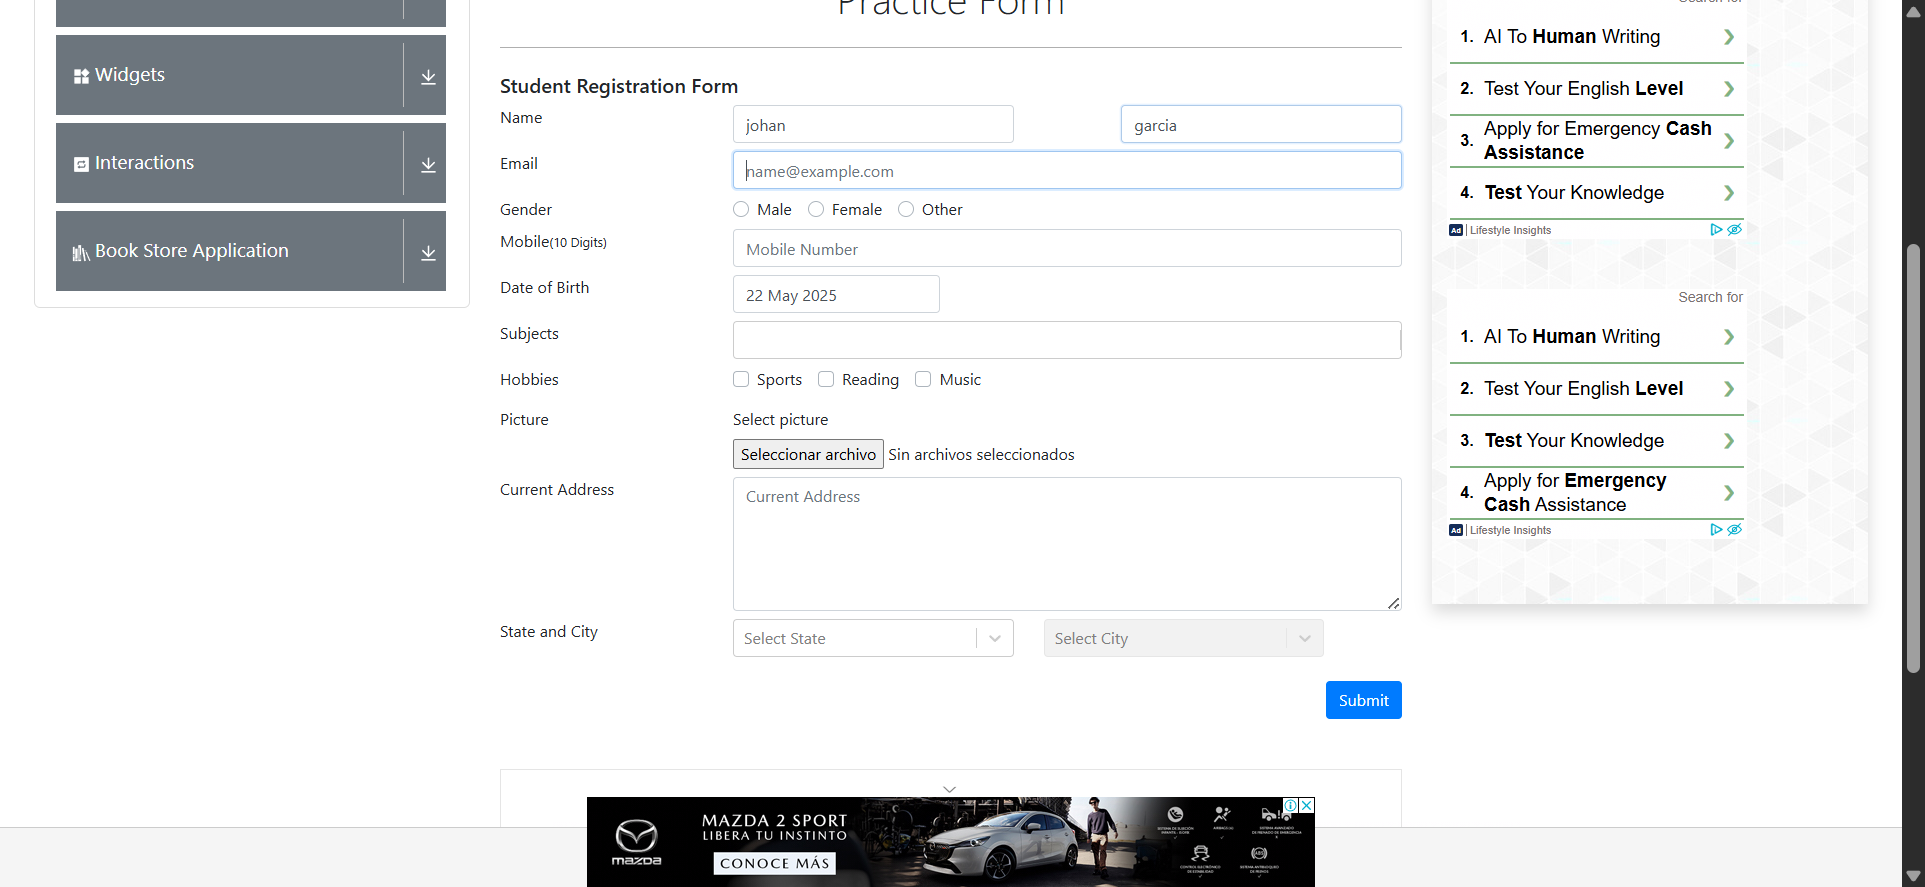 Practice Form
Widgets
Interactions
Book Store Application
Student Registration Form
Name
johan
garcia
Email
name@example.com
Gender
Male
Female
Other
Mobile(10 Digits)
Mobile Number
Date of Birth
22 May 2025
Subjects
Hobbies
Sports
Reading
Music
Picture
Select picture
Seleccionar archivo
Sin archivos seleccionados
Current Address
Current Address
State and City
Select State
Select City
Submit
Search for
1. AI To Human Writing
2. Test Your English Level
3. Apply for Emergency Cash
Assistance
4. Test Your Knowledge
Ad | Lifestyle Insights
Search for
1. AI To Human Writing
2. Test Your English Level
3. Test Your Knowledge
4. Apply for Emergency
Cash Assistance
Ad | Lifestyle Insights
mazda
MAZDA 2 SPORT
LIBERA TU INSTINTO
CONOCE MÁS